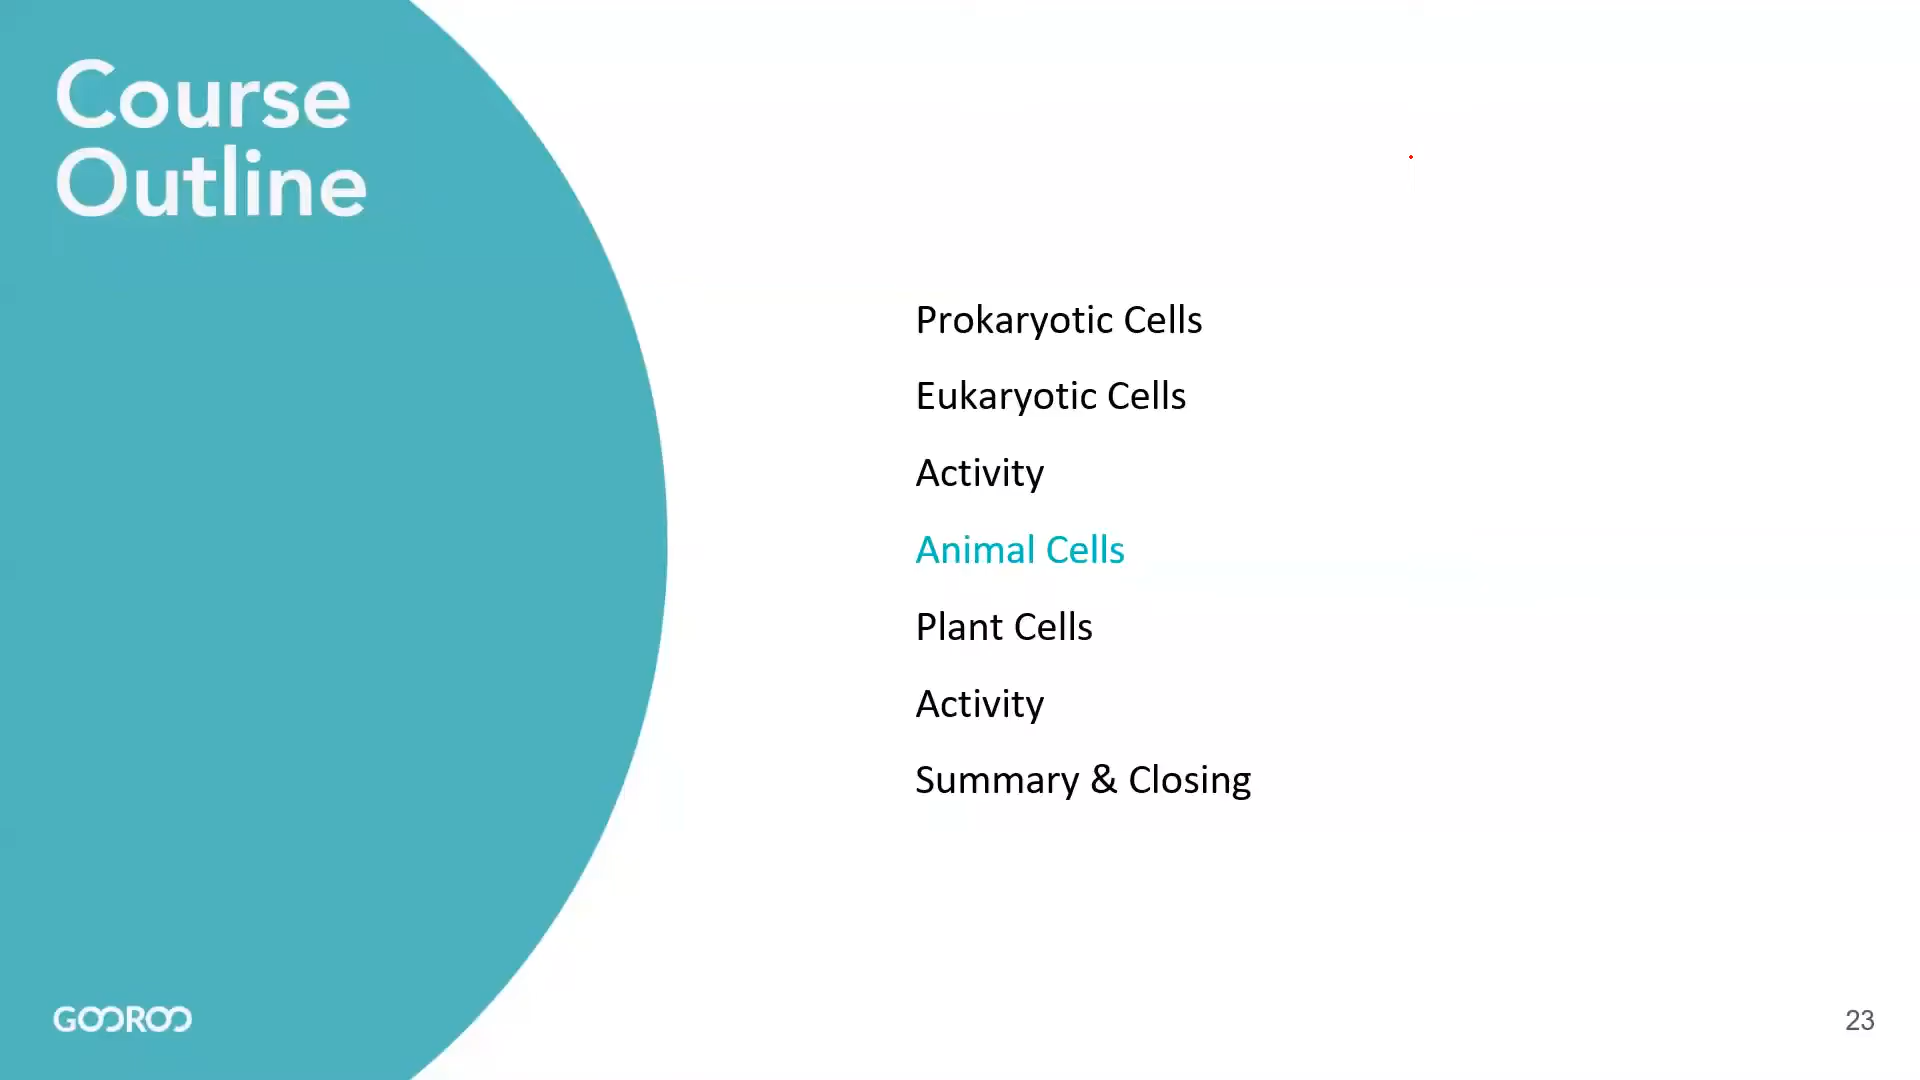 Course
Outline
Prokaryotic Cells
Eukaryotic Cells
Activity
Animal Cells
Plant Cells
Activity
Summary & Closing
GOOROO
23